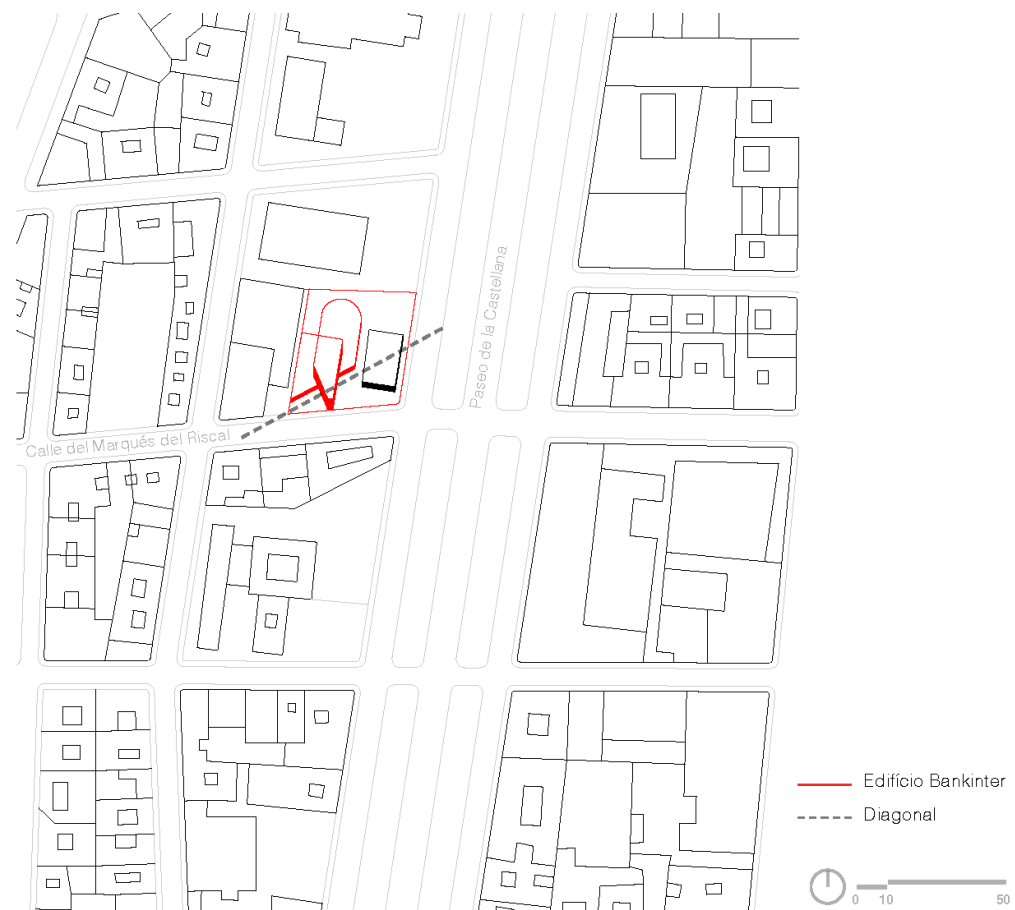 Paseo de la Castellana
Calle del Marqués del Riscal
Edifício Bankinter
Diagonal
0 10 50